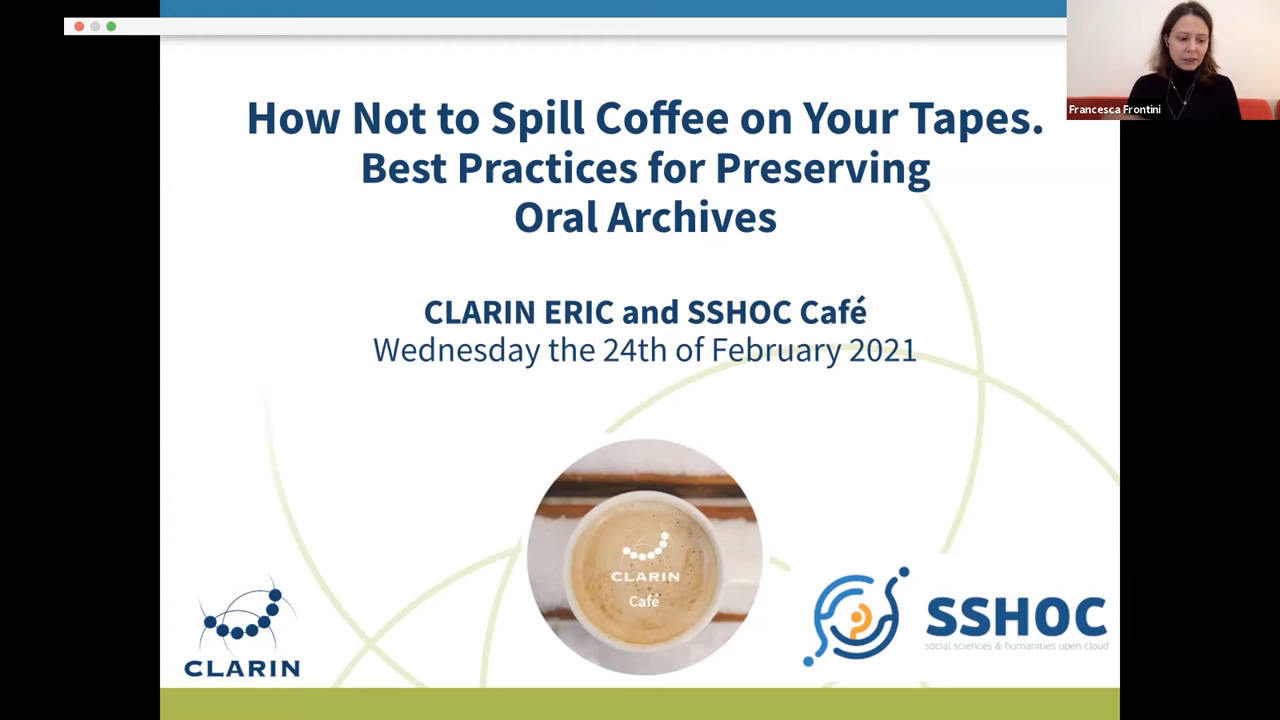 Francesca Frontini
How Not to Spill Coffee on Your Tapes.
Best Practices for Preserving
Oral Archives
CLARIN ERIC and SSHOC Café
Wednesday the 24th of February 2021
CLARIN
Café
CLARIN
SSHOC
social sciences & humanities open cloud